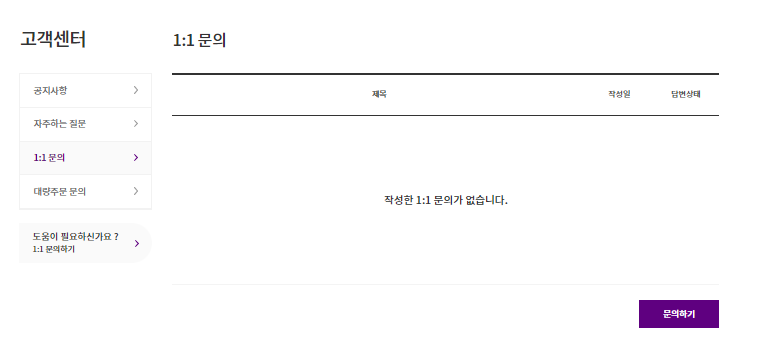 고객센터
공지사항
자주하는 질문
1:1 문의
대량주문 문의
도움이 필요하신가요 ?
1:1 문의하기
1:1 문의
제목 작성일 답변상태
작성한 1:1 문의가 없습니다.
문의하기